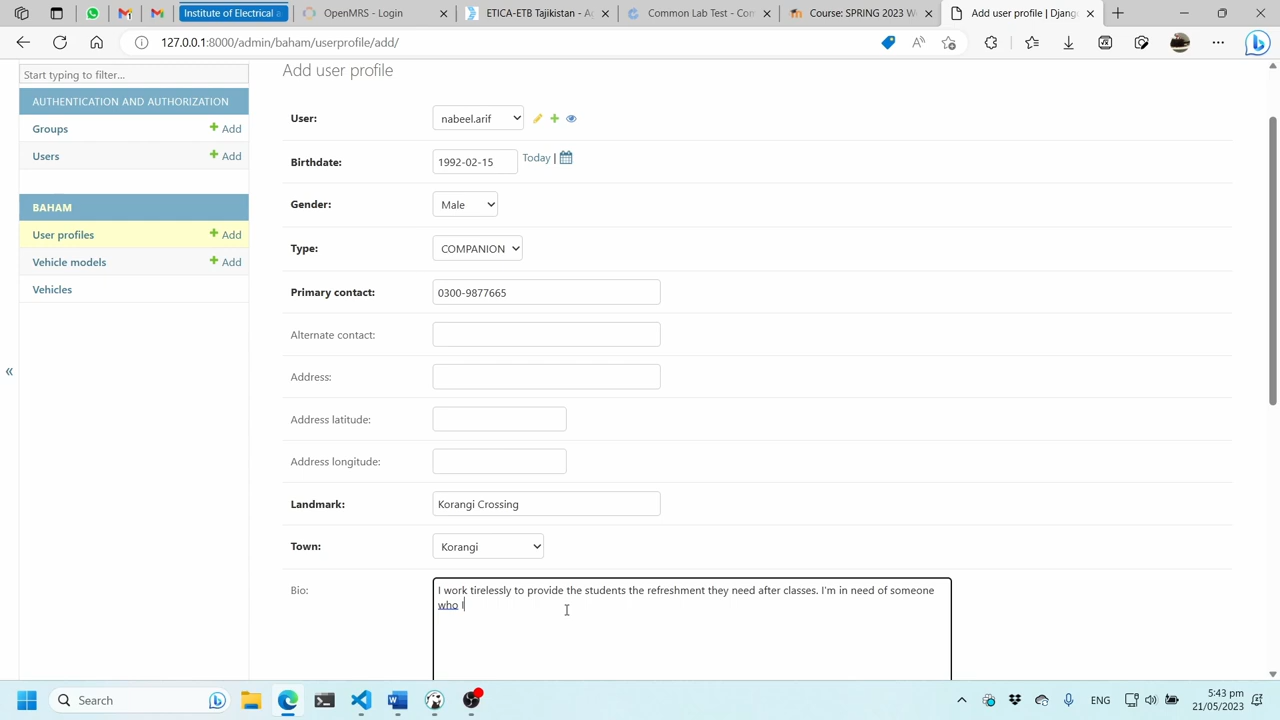 Institute of Electrical a
OpenMRS - Login
ETICH-ETB Tajikistan - Ag
Comm Lab Test - Com
Course: SPRING
Add user profile | Djang
127.0.0.1:8000/admin/baham/userprofile/add/
Start typing to filter...
Add user profile
AUTHENTICATION AND AUTHORIZATION
Groups Add
Users Add
BAHAM
User profiles Add
Vehicle models Add
Vehicles
User: nabeel.arif
Birthdate: 1992-02-15 Today |
Gender: Male
Type: COMPANION
Primary contact: 0300-9877665
Alternate contact:
Address:
Address latitude:
Address longitude:
Landmark: Korangi Crossing
Town: Korangi
Bio: I work tirelessly to provide the students the refreshment they need after classes. I'm in need of someone
who I
Search
ENG
5:43 pm
21/05/2023